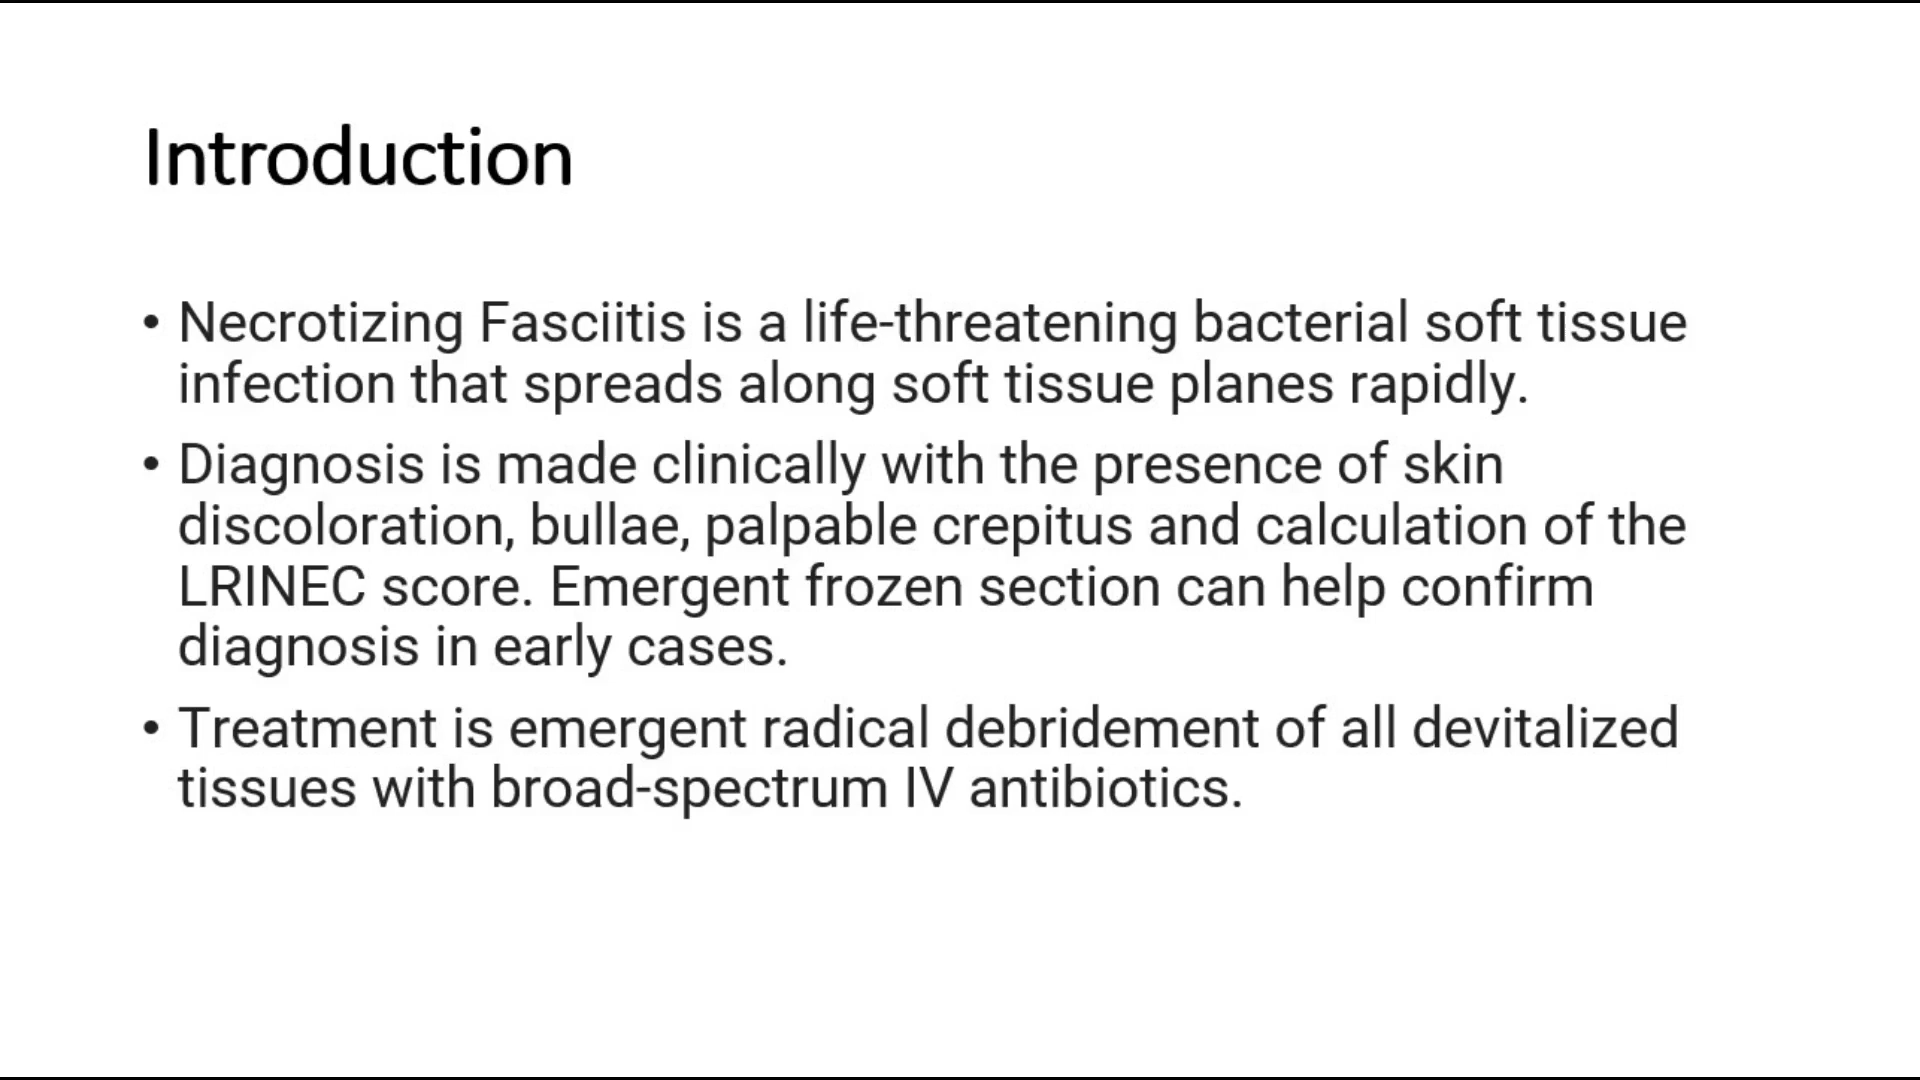 Introduction
• Necrotizing Fasciitis is a life-threatening bacterial soft tissue
infection that spreads along soft tissue planes rapidly.
• Diagnosis is made clinically with the presence of skin
discoloration, bullae, palpable crepitus and calculation of the
LRINEC score. Emergent frozen section can help confirm
diagnosis in early cases.
• Treatment is emergent radical debridement of all devitalized
tissues with broad-spectrum IV antibiotics.